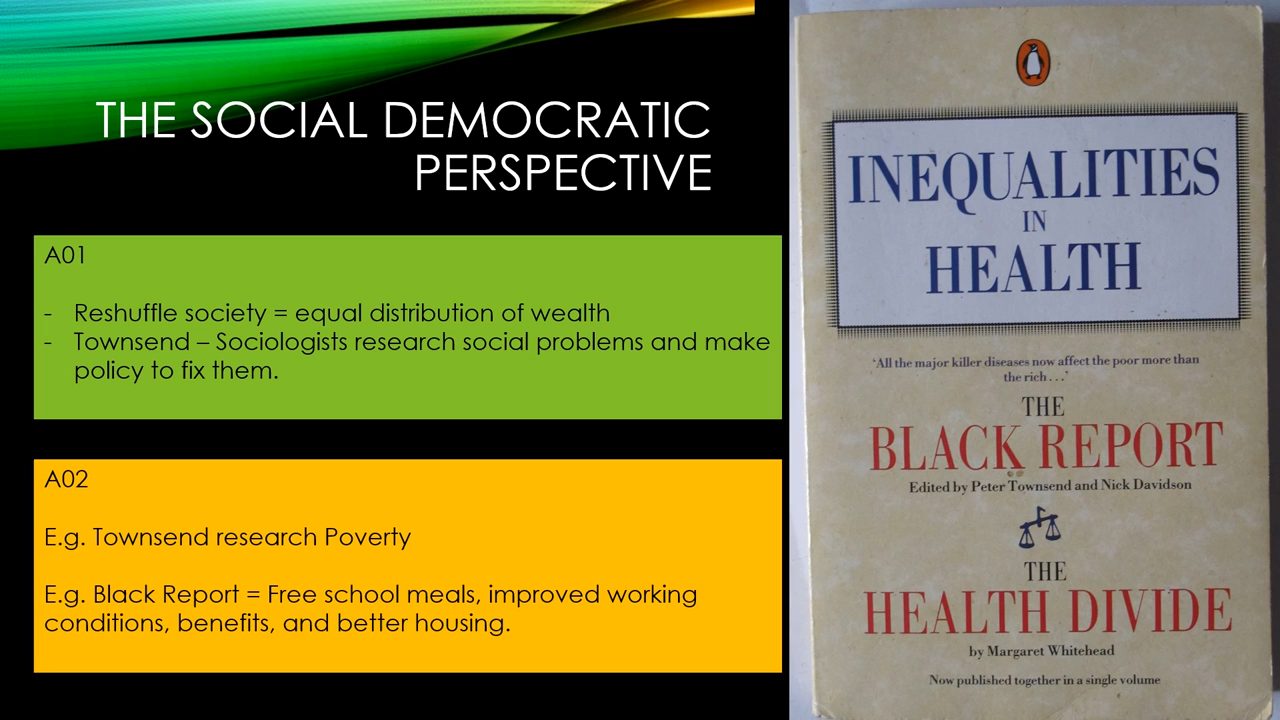 THE SOCIAL DEMOCRATIC
PERSPECTIVE
A01
- Reshuffle society = equal distribution of wealth
- Townsend – Sociologists research social problems and make
policy to fix them.
A02
E.g. Townsend research Poverty
E.g. Black Report = Free school meals, improved working
conditions, benefits, and better housing.
INEQUALITIES
IN
HEALTH
‘All the major killer diseases now affect the poor more than
the rich . . .’
THE
BLACK REPORT
Edited by Peter Townsend and Nick Davidson
THE
HEALTH DIVIDE
by Margaret Whitehead
Now published together in a single volume